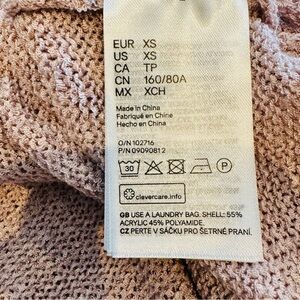 EUR XS
US XS
CA TP
CN 160/80A
MX XCH
Made in China
Fabriqué en Chine
Hecho en China
O/N 102716
P/N 09090812
30 P
clevercare.info
GB USE A LAUNDRY BAG. SHELL: 55%
ACRYLIC 45% POLYAMIDE.
CZ PERTE V SÁČKU PRO ŠETRNÉ PRANÍ.